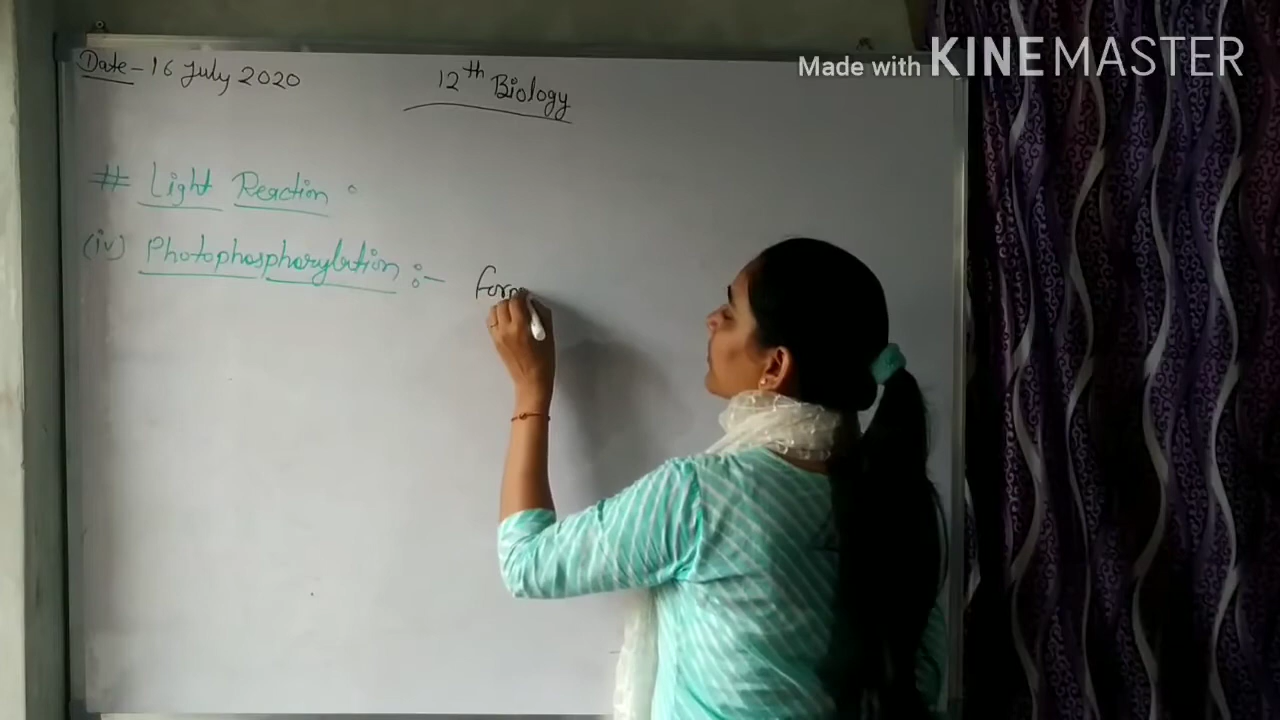 Made with KINEMASTER
Date - 16 July 2020
12th Biology
# Light Reaction :
(iv) Photophosphorylation :- form